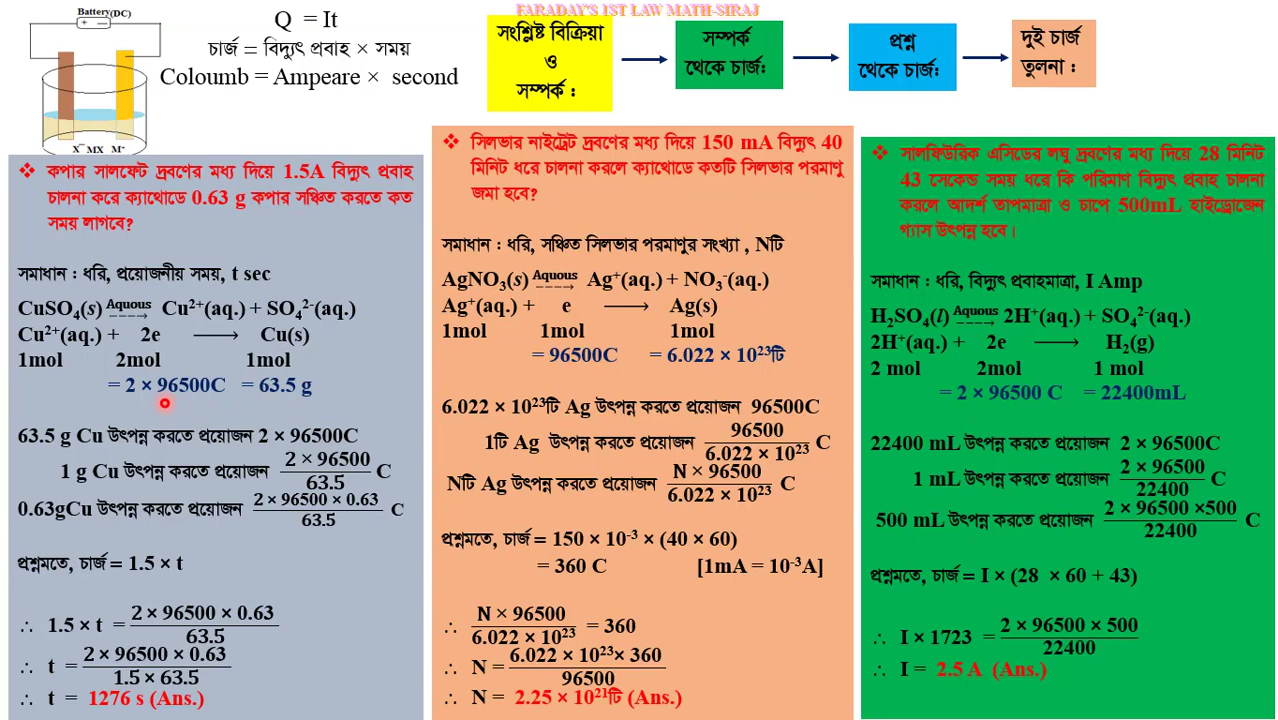 FARADAY'S 1ST LAW MATH-SIRAJ
Battery(DC)
X⁻ MX M⁺
Q = It
চার্জ = বিদ্যুৎ প্রবাহ × সময়
Coloumb = Ampeare × second
সংশ্লিষ্ট বিক্রিয়া
ও
সম্পর্ক :
সম্পর্ক
থেকে চার্জ:
প্রশ্ন
থেকে চার্জ:
দুই চার্জ
তুলনা :
❖ কপার সালফেট দ্রবণের মধ্য দিয়ে 1.5A বিদ্যুৎ প্রবাহ
চালনা করে ক্যাথোডে 0.63 g কপার সঞ্চিত করতে কত
সময় লাগবে?
সমাধান : ধরি, প্রয়োজনীয় সময়, t sec
CuSO₄(s) Aquous ----→ Cu²⁺(aq.) + SO₄²⁻(aq.)
Cu²⁺(aq.) + 2e ⟶ Cu(s)
1mol 2mol 1mol
= 2 × 96500C = 63.5 g
63.5 g Cu উৎপন্ন করতে প্রয়োজন 2 × 96500C
1 g Cu উৎপন্ন করতে প্রয়োজন 2 × 96500 / 63.5 C
0.63gCu উৎপন্ন করতে প্রয়োজন 2 × 96500 × 0.63 / 63.5 C
প্রশ্নমতে, চার্জ = 1.5 × t
∴ 1.5 × t = 2 × 96500 × 0.63 / 63.5
∴ t = 2 × 96500 × 0.63 / 1.5 × 63.5
∴ t = 1276 s (Ans.)
❖ সিলভার নাইট্রেট দ্রবণের মধ্য দিয়ে 150 mA বিদ্যুৎ 40
মিনিট ধরে চালনা করলে ক্যাথোডে কতটি সিলভার পরমাণু
জমা হবে?
সমাধান : ধরি, সঞ্চিত সিলভার পরমাণুর সংখ্যা , Nটি
AgNO₃(s) Aquous ----→ Ag⁺(aq.) + NO₃⁻(aq.)
Ag⁺(aq.) + e ⟶ Ag(s)
1mol 1mol 1mol
= 96500C = 6.022 × 10²³টি
6.022 × 10²³টি Ag উৎপন্ন করতে প্রয়োজন 96500C
1টি Ag উৎপন্ন করতে প্রয়োজন 96500 / 6.022 × 10²³ C
Nটি Ag উৎপন্ন করতে প্রয়োজন N × 96500 / 6.022 × 10²³ C
প্রশ্নমতে, চার্জ = 150 × 10⁻³ × (40 × 60)
= 360 C [1mA = 10⁻³A]
∴ N × 96500 / 6.022 × 10²³ = 360
∴ N = 6.022 × 10²³× 360 / 96500
∴ N = 2.25 × 10²¹টি (Ans.)
❖ সালফিউরিক এসিডের লঘু দ্রবণের মধ্য দিয়ে 28 মিনিট
43 সেকেন্ড সময় ধরে কি পরিমাণ বিদ্যুৎ প্রবাহ চালনা
করলে আদর্শ তাপমাত্রা ও চাপে 500mL হাইড্রোজেন
গ্যাস উৎপন্ন হবে।
সমাধান : ধরি, বিদ্যুৎ প্রবাহমাত্রা, I Amp
H₂SO₄(l) Aquous ----→ 2H⁺(aq.) + SO₄²⁻(aq.)
2H⁺(aq.) + 2e ⟶ H₂(g)
2 mol 2mol 1 mol
= 2 × 96500 C = 22400mL
22400 mL উৎপন্ন করতে প্রয়োজন 2 × 96500C
1 mL উৎপন্ন করতে প্রয়োজন 2 × 96500 / 22400 C
500 mL উৎপন্ন করতে প্রয়োজন 2 × 96500 ×500 / 22400 C
প্রশ্নমতে, চার্জ = I × (28 × 60 + 43)
∴ I × 1723 = 2 × 96500 × 500 / 22400
∴ I = 2.5 A (Ans.)